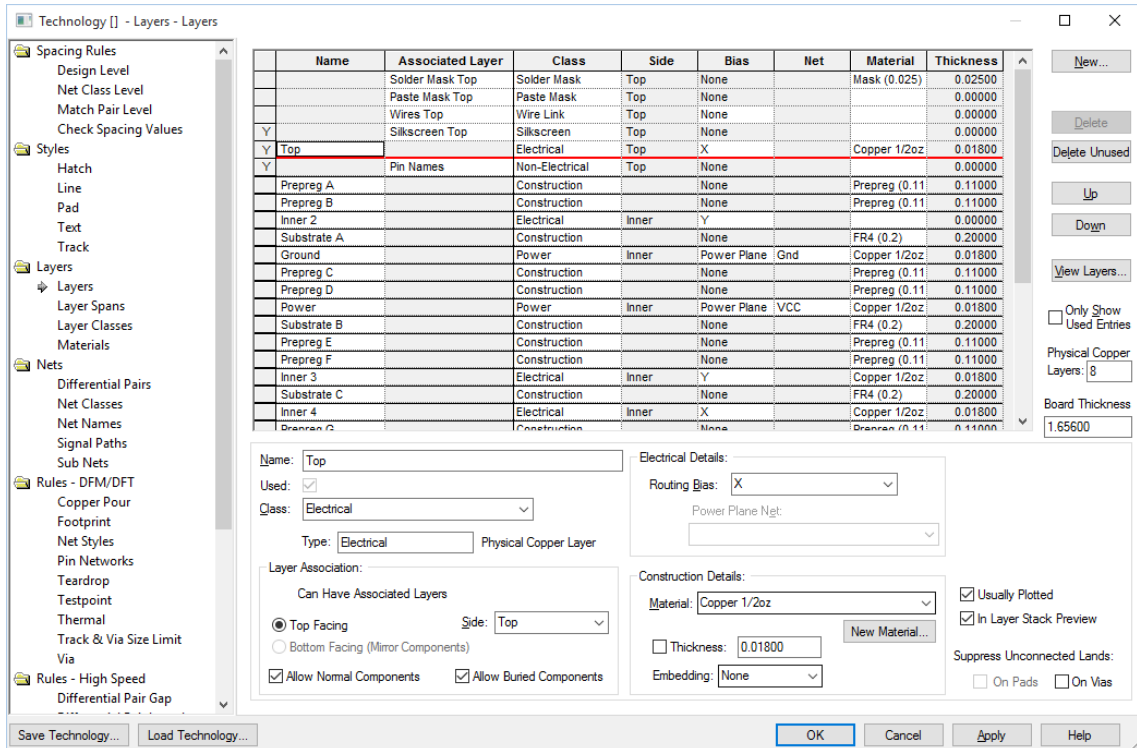 Technology [] - Layers - Layers
Spacing Rules
Design Level
Net Class Level
Match Pair Level
Check Spacing Values
Styles
Hatch
Line
Pad
Text
Track
Layers
Layers
Layer Spans
Layer Classes
Materials
Nets
Differential Pairs
Net Classes
Net Names
Signal Paths
Sub Nets
Rules - DFM/DFT
Copper Pour
Footprint
Net Styles
Pin Networks
Teardrop
Testpoint
Thermal
Track & Via Size Limit
Via
Rules - High Speed
Differential Pair Gap
Name Associated Layer Class Side Bias Net Material Thickness
Solder Mask Top Solder Mask Top None Mask (0.025) 0.02500
Paste Mask Top Paste Mask Top None 0.00000
Wires Top Wire Link Top None 0.00000
Y Silkscreen Top Silkscreen Top None 0.00000
Y Top Electrical Top X Copper 1/2oz 0.01800
Y Pin Names Non-Electrical Top None 0.00000
Prepreg A Construction None Prepreg (0.11 0.11000
Prepreg B Construction None Prepreg (0.11 0.11000
Inner 2 Electrical Inner Y 0.00000
Substrate A Construction None FR4 (0.2) 0.20000
Ground Power Inner Power Plane Gnd Copper 1/2oz 0.01800
Prepreg C Construction None Prepreg (0.11 0.11000
Prepreg D Construction None Prepreg (0.11 0.11000
Power Power Inner Power Plane VCC Copper 1/2oz 0.01800
Substrate B Construction None FR4 (0.2) 0.20000
Prepreg E Construction None Prepreg (0.11 0.11000
Prepreg F Construction None Prepreg (0.11 0.11000
Inner 3 Electrical Inner Y Copper 1/2oz 0.01800
Substrate C Construction None FR4 (0.2) 0.20000
Inner 4 Electrical Inner X Copper 1/2oz 0.01800
Prepreg G Construction None Prepreg (0.11 0.11000
New...
Delete
Delete Unused
Up
Down
View Layers...
Only Show
Used Entries
Physical Copper
Layers: 8
Board Thickness
1.65600
Name: Top
Used:
Class: Electrical
Type: Electrical Physical Copper Layer
Layer Association:
Can Have Associated Layers
Top Facing Side: Top
Bottom Facing (Mirror Components)
Allow Normal Components Allow Buried Components
Electrical Details:
Routing Bias: X
Power Plane Net:
Construction Details:
Material: Copper 1/2oz
New Material...
Thickness: 0.01800
Embedding: None
Usually Plotted
In Layer Stack Preview
Suppress Unconnected Lands:
On Pads On Vias
Save Technology... Load Technology... OK Cancel Apply Help